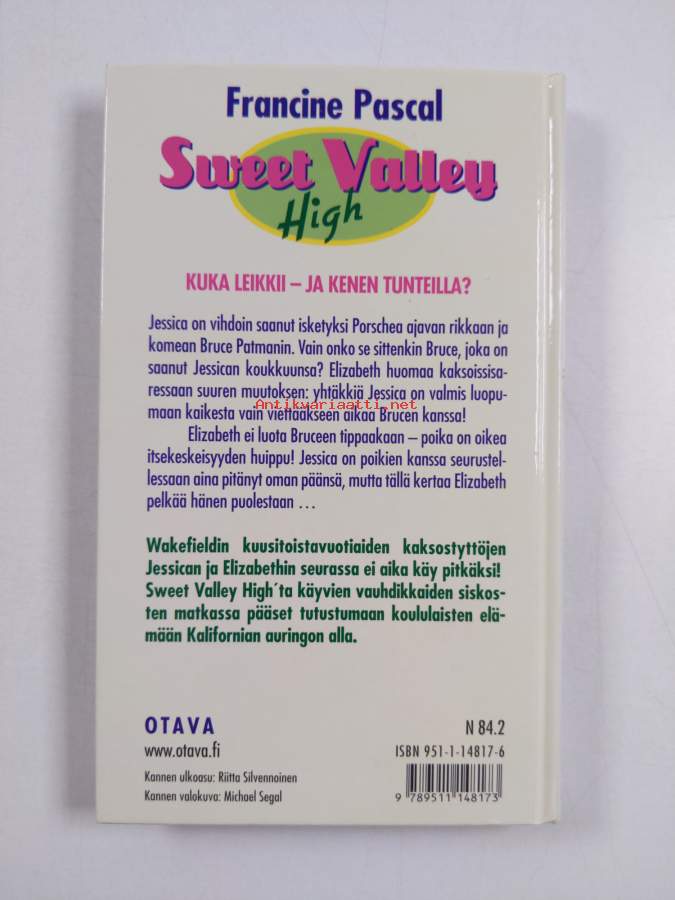 Francine Pascal
Sweet Valley
High
KUKA LEIKKII – JA KENEN TUNTEILLA?
Jessica on vihdoin saanut isketyksi Porschea ajavan rikkaan ja
komean Bruce Patmanin. Vain onko se sittenkin Bruce, joka on
saanut Jessican koukkuunsa? Elizabeth huomaa kaksoissisa-
ressaan suuren muutoksen: yhtäkkiä Jessica on valmis luopu-
maan kaikesta vain viettääkseen aikaa Brucen kanssa!
Antikvariaatti.net
Elizabeth ei luota Bruceen tippaakaan – poika on oikea
itsekeskeisyyden huippu! Jessica on poikien kanssa seurustel-
lessaan aina pitänyt oman päänsä, mutta tällä kertaa Elizabeth
pelkää hänen puolestaan ...
Wakefieldin kuusitoistavuotiaiden kaksostyttöjen
Jessican ja Elizabethin seurassa ei aika käy pitkäksi!
Sweet Valley High´ta käyvien vauhdikkaiden siskos-
ten matkassa pääset tutustumaan koululaisten elä-
mään Kalifornian auringon alla.
OTAVA
www.otava.fi
Kannen ulkoasu: Riitta Silvennoinen
Kannen valokuva: Michael Segal
N 84.2
ISBN 951-1-14817-6
9 789511 148173